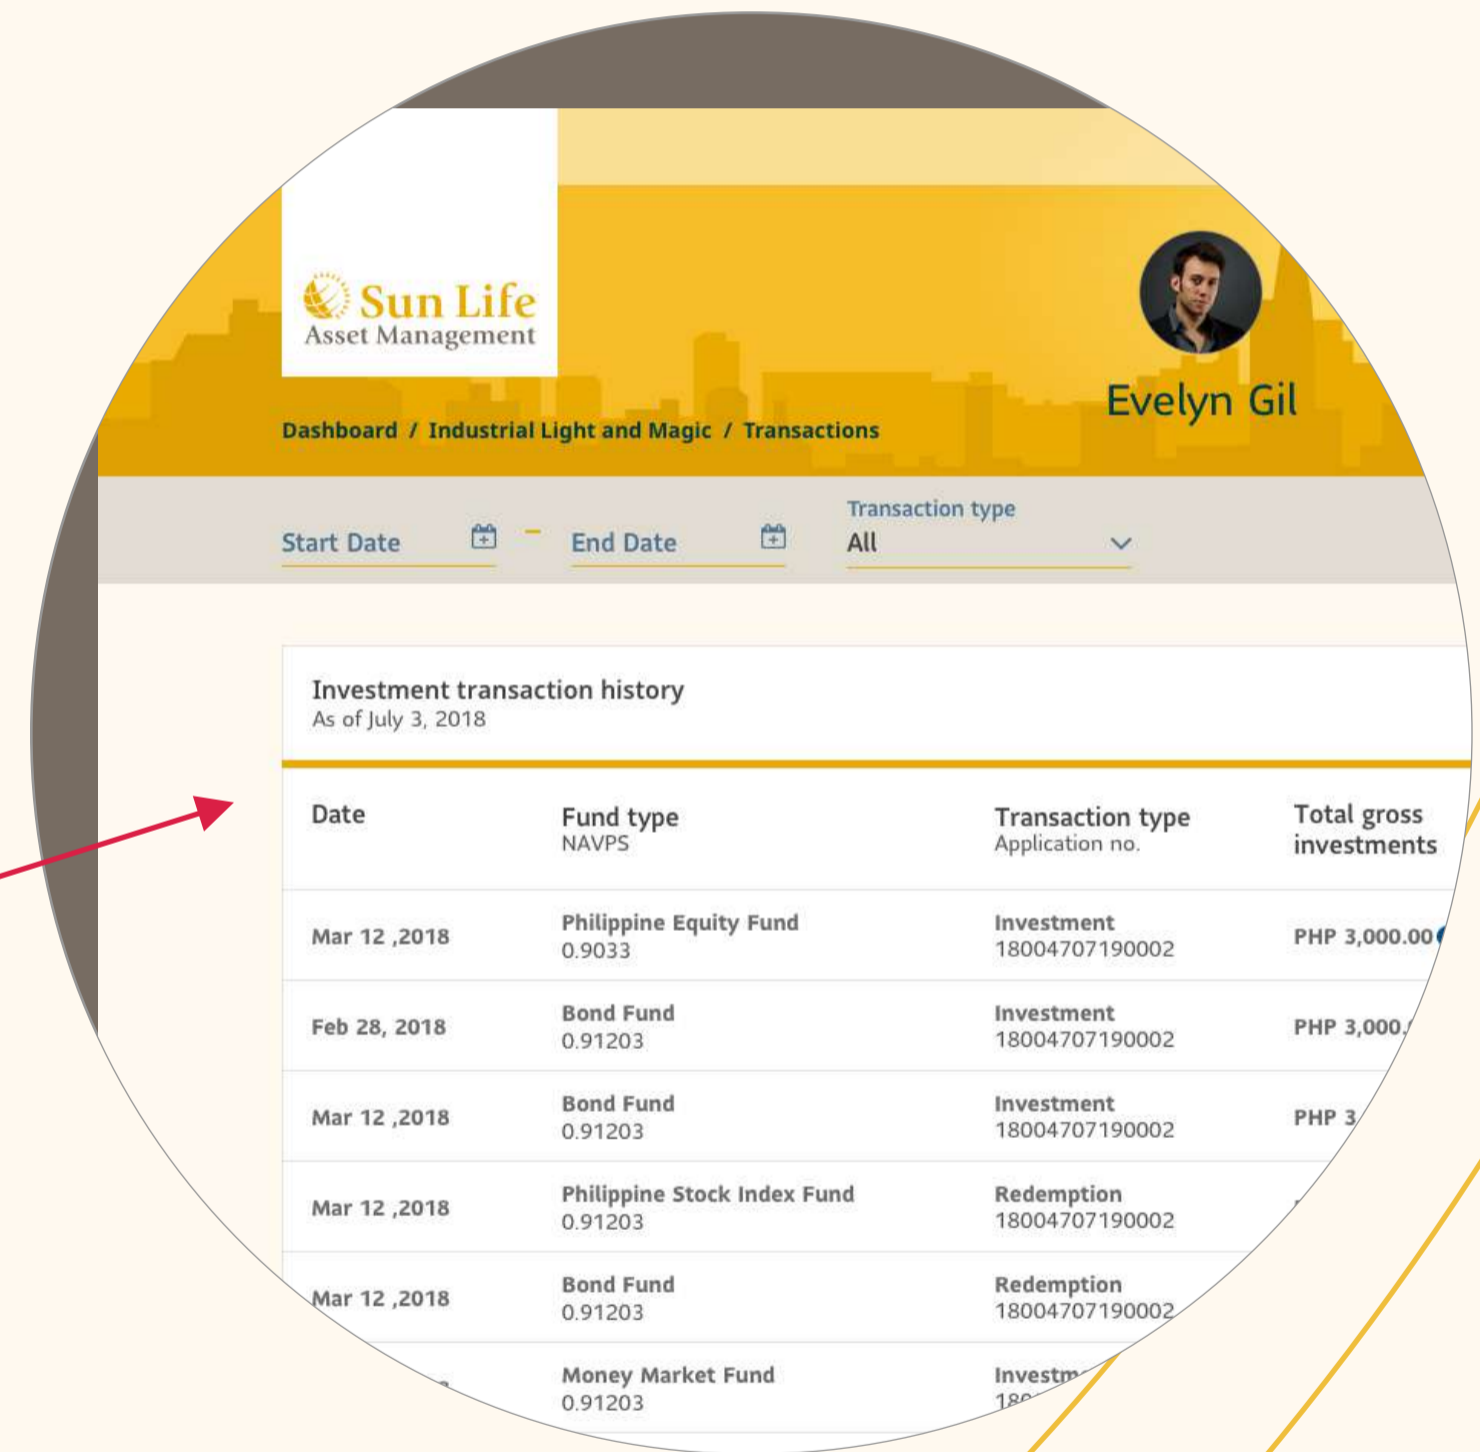 Sun Life
Asset Management
Evelyn Gil
Dashboard / Industrial Light and Magic / Transactions
Start Date – End Date
Transaction type
All
Investment transaction history
As of July 3, 2018
Date
Fund type
NAVPS
Transaction type
Application no.
Total gross
investments
Mar 12 ,2018
Philippine Equity Fund
0.9033
Investment
18004707190002
PHP 3,000.00
Feb 28, 2018
Bond Fund
0.91203
Investment
18004707190002
PHP 3,000.
Mar 12 ,2018
Bond Fund
0.91203
Investment
18004707190002
PHP 3
Mar 12 ,2018
Philippine Stock Index Fund
0.91203
Redemption
18004707190002
Mar 12 ,2018
Bond Fund
0.91203
Redemption
18004707190002
Money Market Fund
0.91203